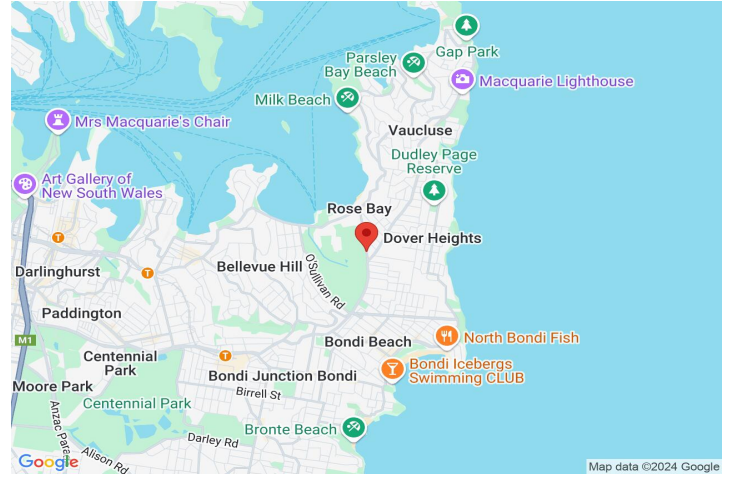 Gap Park
Parsley
Bay Beach
Macquarie Lighthouse
Milk Beach
Mrs Macquarie's Chair
Vaucluse
Dudley Page
Reserve
Art Gallery of
New South Wales
Rose Bay
Dover Heights
T
Darlinghurst
T
Bellevue Hill
O'Sullivan Rd
Paddington
M1
Bondi Beach
North Bondi Fish
Centennial
Park
T
Bondi Icebergs
Swimming CLUB
Moore Park
Bondi Junction Bondi
Birrell St
Centennial Park
Anzac Para
Bronte Beach
Darley Rd
Alison Rd
Google
Map data ©2024 Google